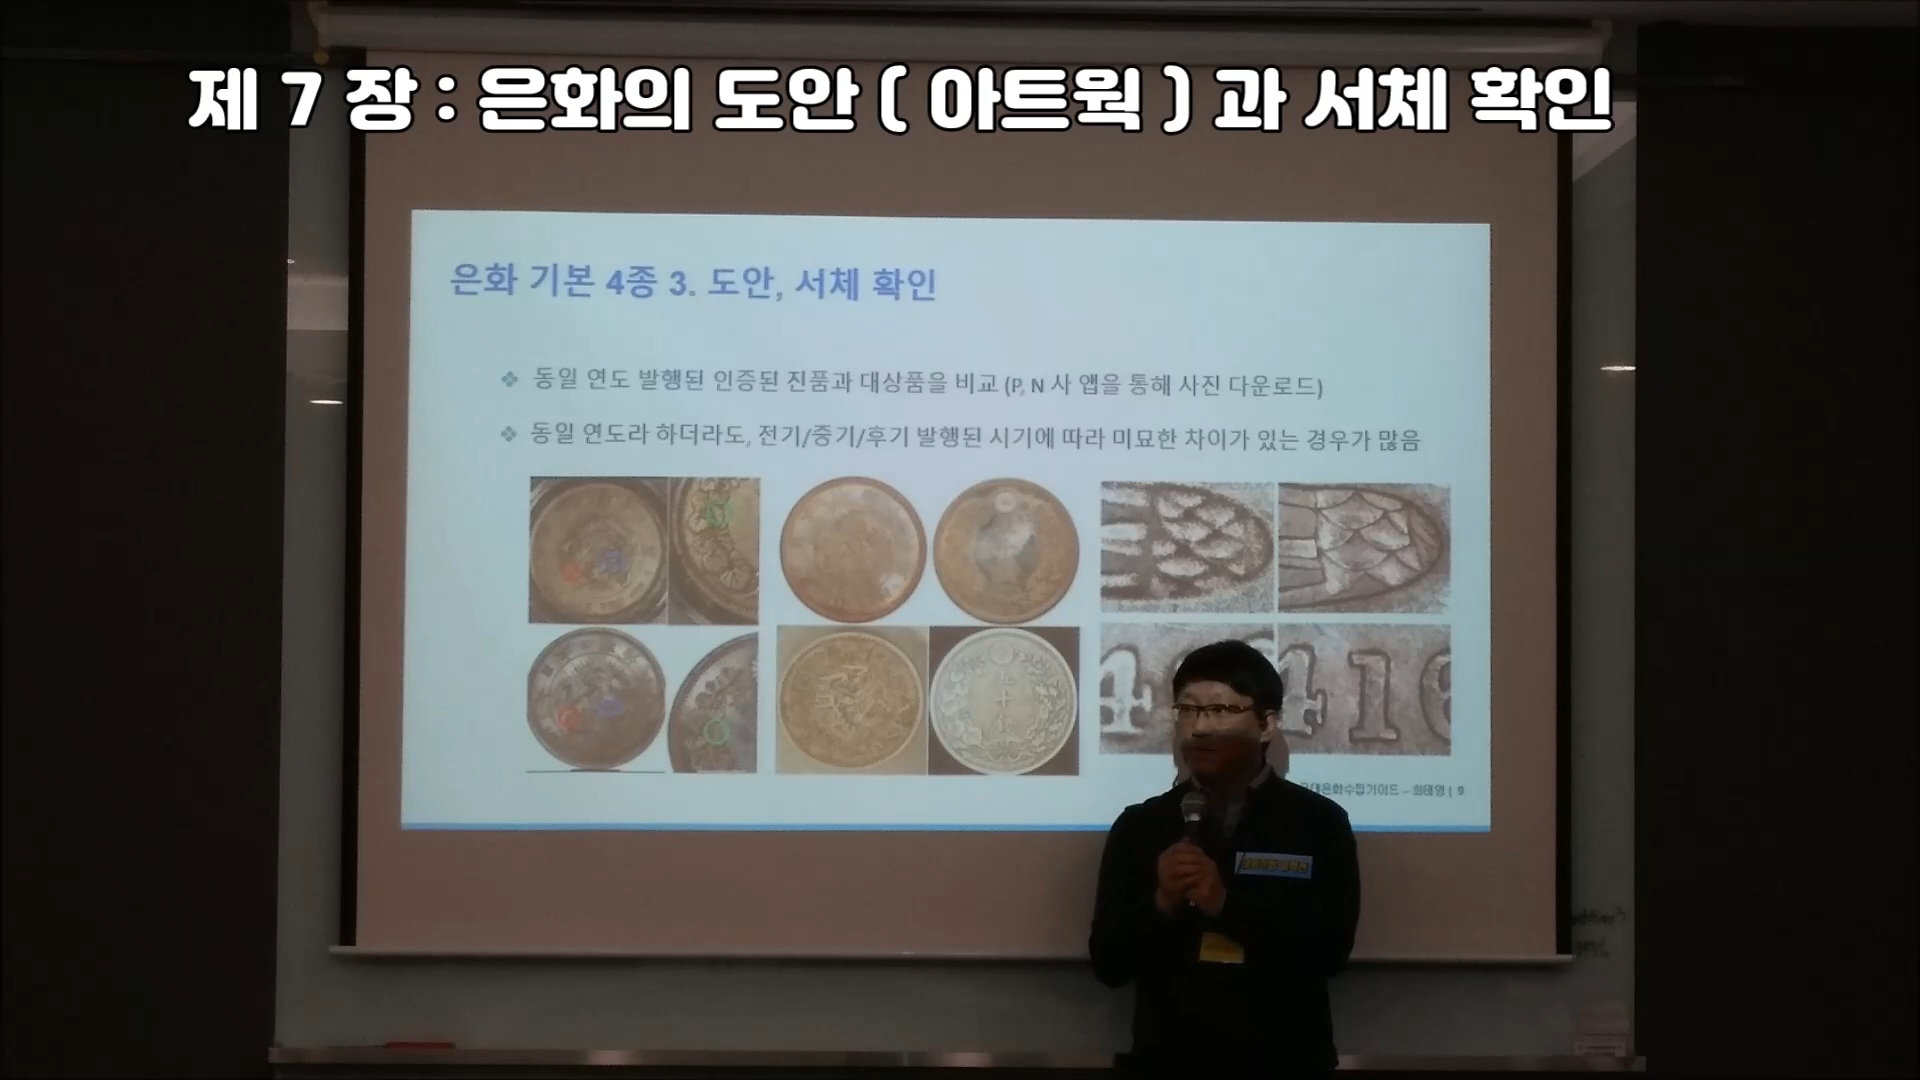 제 7 장 : 은화의 도안 ( 아트웍 ) 과 서체 확인
은화 기본 4종 3. 도안, 서체 확인
❖ 동일 연도 발행된 인증된 진품과 대상품을 비교 (P, N 사 앱을 통해 사진 다운로드)
❖ 동일 연도라 하더라도, 전기/중기/후기 발행된 시기에 따라 미묘한 차이가 있는 경우가 많음
4
416
은화수집가이드 – 최태영 | 9